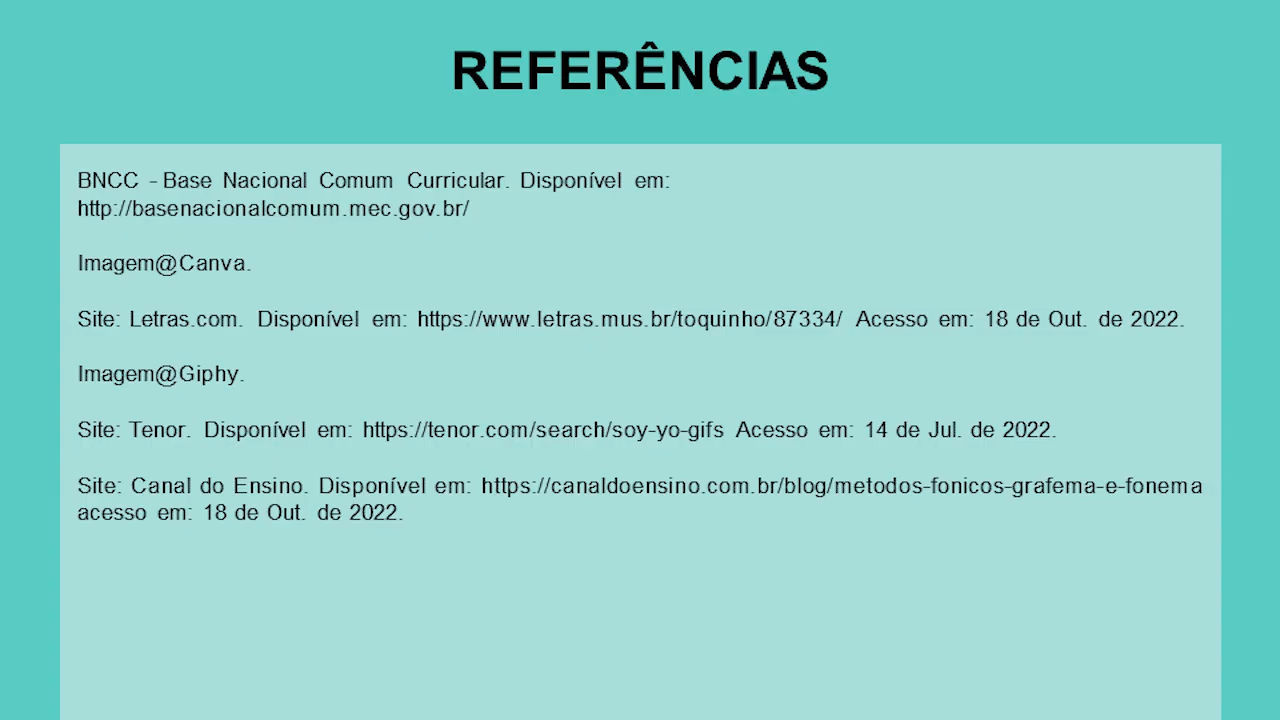 REFERÊNCIAS
BNCC - Base Nacional Comum Curricular. Disponível em:
http://basenacionalcomum.mec.gov.br/
Imagem@Canva.
Site: Letras.com. Disponível em: https://www.letras.mus.br/toquinho/87334/ Acesso em: 18 de Out. de 2022.
Imagem@Giphy.
Site: Tenor. Disponível em: https://tenor.com/search/soy-yo-gifs Acesso em: 14 de Jul. de 2022.
Site: Canal do Ensino. Disponível em: https://canaldoensino.com.br/blog/metodos-fonicos-grafema-e-fonema
acesso em: 18 de Out. de 2022.